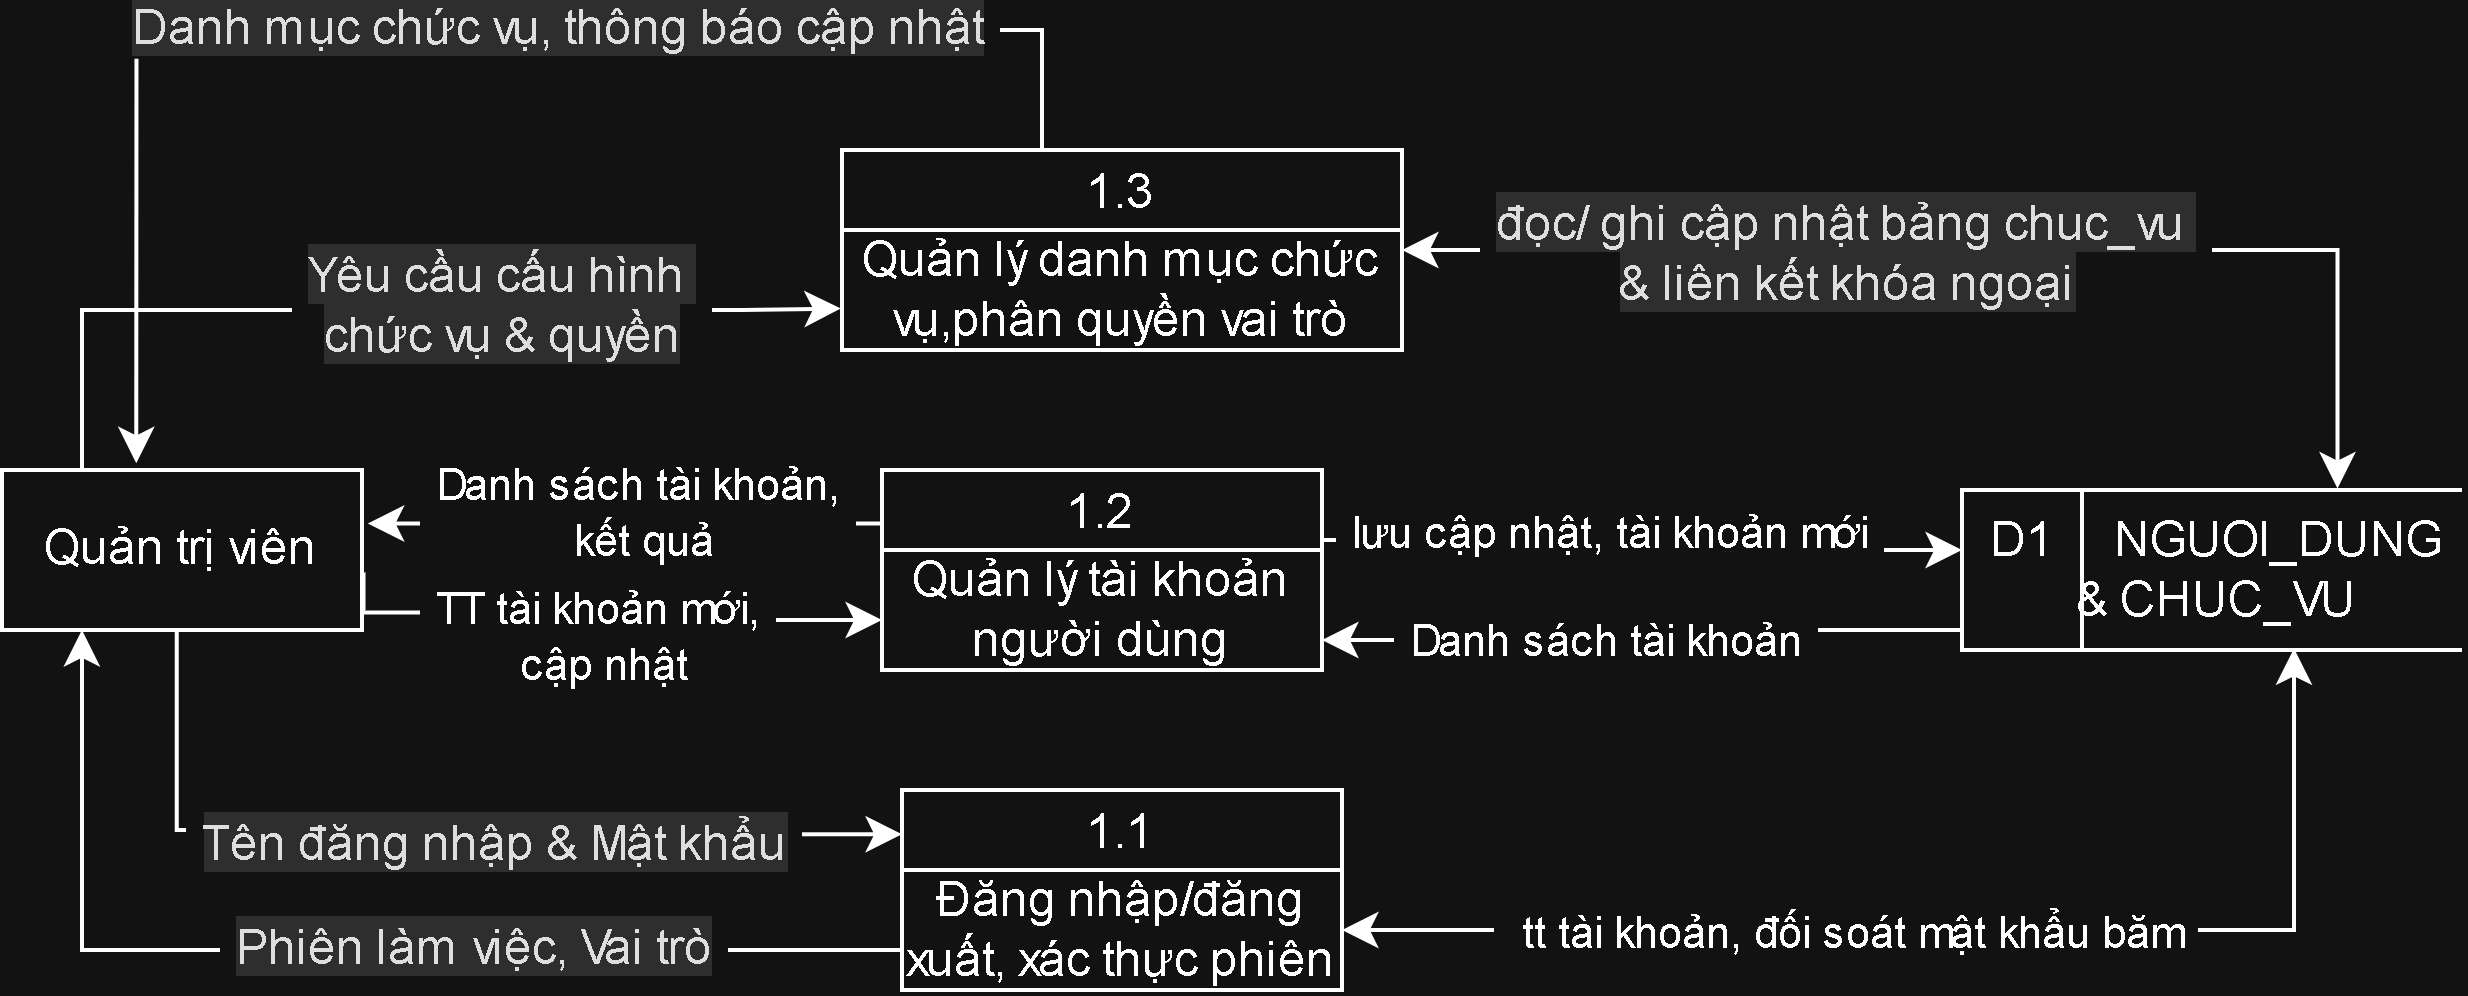 Danh mục chức vụ, thông báo cập nhật
1.3
Quản lý danh mục chức
vụ,phân quyền vai trò
Yêu cầu cấu hình
chức vụ & quyền
đọc/ ghi cập nhật bảng chuc_vu
& liên kết khóa ngoại
Quản trị viên
Danh sách tài khoản,
kết quả
TT tài khoản mới,
cập nhật
1.2
Quản lý tài khoản
người dùng
lưu cập nhật, tài khoản mới
Danh sách tài khoản
D1
NGUOI_DUNG
& CHUC_VU
Tên đăng nhập & Mật khẩu
Phiên làm việc, Vai trò
1.1
Đăng nhập/đăng
xuất, xác thực phiên
tt tài khoản, đối soát mật khẩu băm